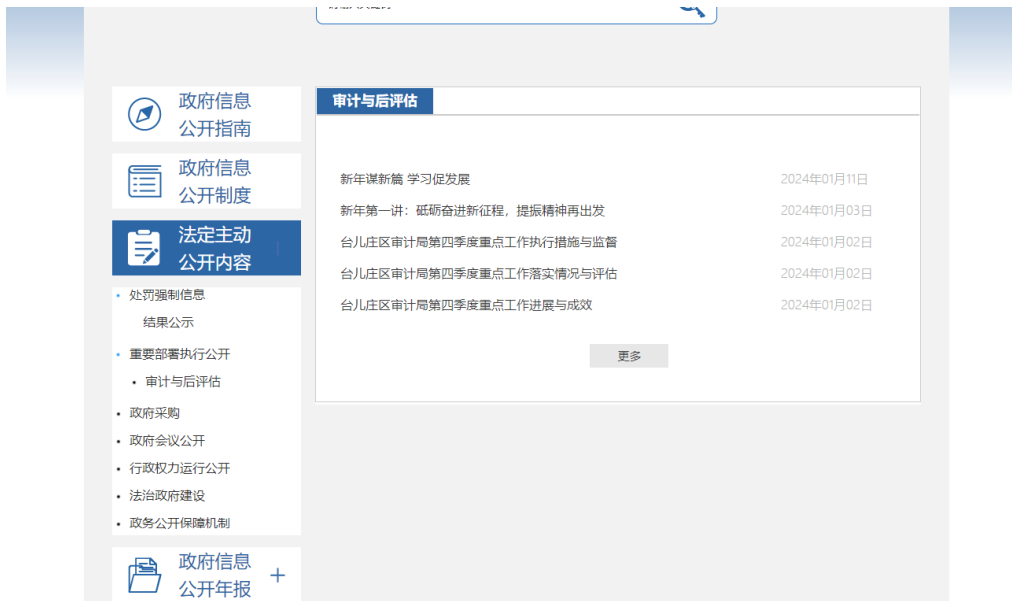 政府信息
公开指南
政府信息
公开制度
法定主动
公开内容
处罚强制信息
结果公示
重要部署执行公开
审计与后评估
政府采购
政府会议公开
行政权力运行公开
法治政府建设
政务公开保障机制
政府信息
公开年报
审计与后评估
新年谋新篇 学习促发展 2024年01月11日
新年第一讲：砥砺奋进新征程，提振精神再出发 2024年01月03日
台儿庄区审计局第四季度重点工作执行措施与监督 2024年01月02日
台儿庄区审计局第四季度重点工作落实情况与评估 2024年01月02日
台儿庄区审计局第四季度重点工作进展与成效 2024年01月02日
更多